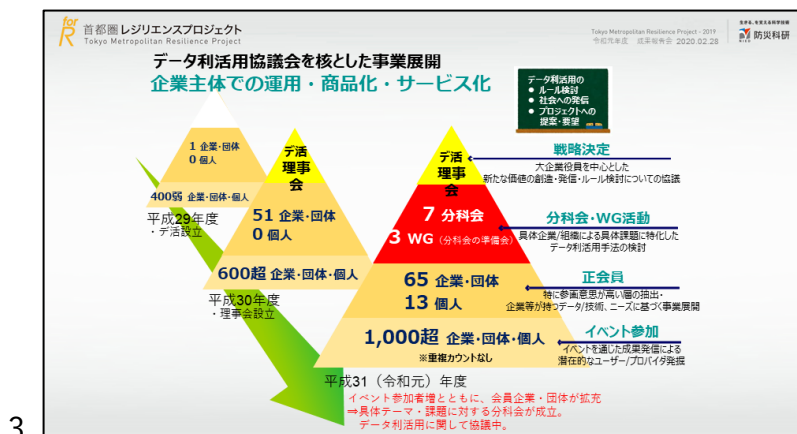 for
R
首都圏レジリエンスプロジェクト
Tokyo Metropolitan Resilience Project
Tokyo Metropolitan Resilience Project - 2019
令和元年度 成果報告会 2020.02.28
生きる、を支える科学技術
防災科研
NIED
データ利活用協議会を核とした事業展開
企業主体での運用・商品化・サービス化
データ利活用の
● ルール検討
● 社会への発信
● プロジェクトへの
提案・要望
1 企業・団体
0 個人
400弱 企業・団体・個人
平成29年度
・デ活設立
デ活
理事
会
51 企業・団体
0 個人
600超 企業・団体・個人
平成30年度
・理事会設立
デ活
理事
会
7 分科会
3 WG（分科会の準備会）
65 企業・団体
13 個人
1,000超 企業・団体・個人
※重複カウントなし
平成31（令和元）年度
戦略決定
大企業役員を中心とした
新たな価値の創造・発信・ルール検討についての協議
分科会・WG活動
具体企業/組織による具体課題に特化した
データ利活用手法の検討
正会員
特に参画意思が高い層の抽出・
企業等が持つデータ/技術、ニーズに基づく事業展開
イベント参加
イベントを通じた成果発信による
潜在的なユーザー/プロバイダ発掘
イベント参加者増とともに、会員企業・団体が拡充
⇒具体テーマ・課題に対する分科会が成立。
データ利活用に関して協議中。
3